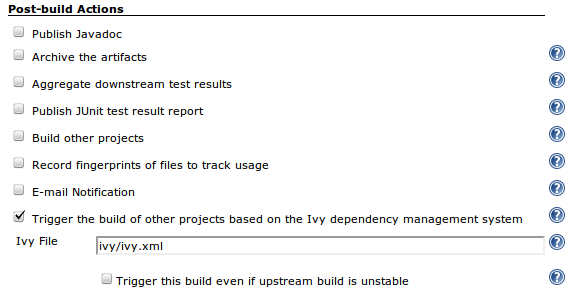 Post-build Actions
Publish Javadoc
Archive the artifacts
Aggregate downstream test results
Publish JUnit test result report
Build other projects
Record fingerprints of files to track usage
E-mail Notification
Trigger the build of other projects based on the Ivy dependency management system
Ivy File ivy/ivy.xml
Trigger this build even if upstream build is unstable